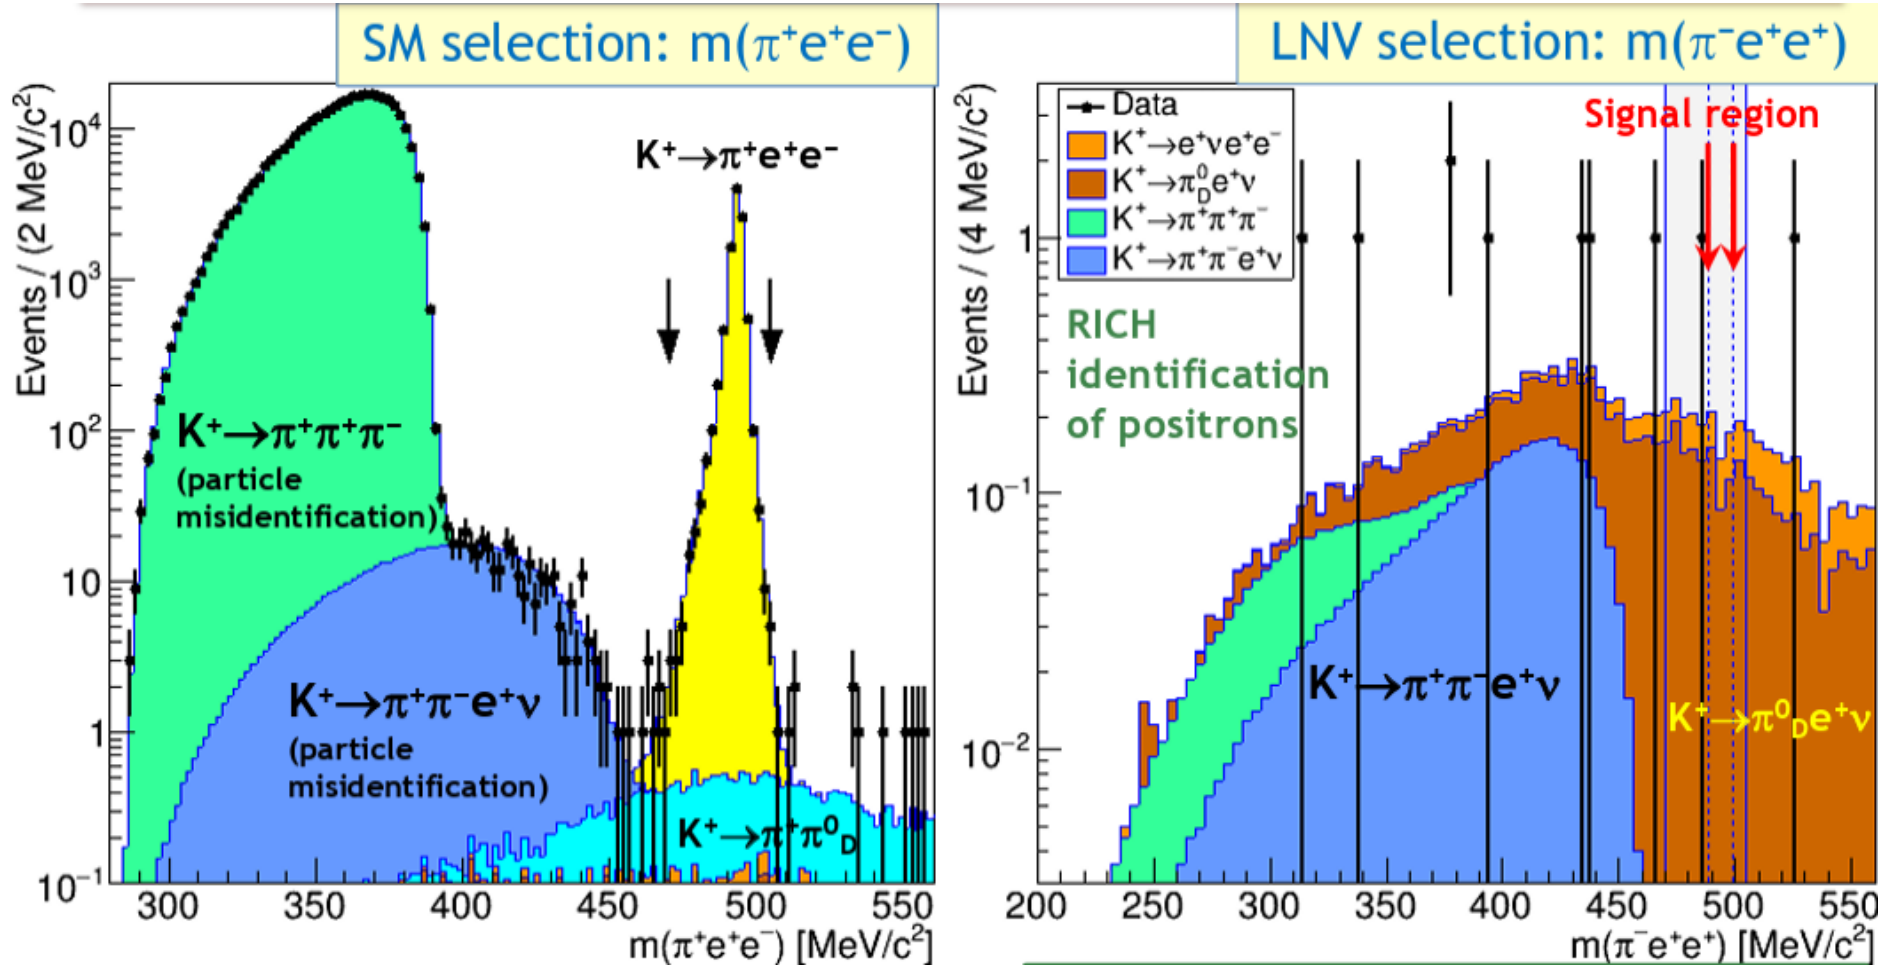 SM selection: m(π⁺e⁺e⁻)
Events / (2 MeV/c²)
10⁴
10³
10²
10
1
10⁻¹
K⁺→π⁺e⁺e⁻
K⁺→π⁺π⁺π⁻
(particle
misidentification)
K⁺→π⁺π⁻e⁺ν
(particle
misidentification)
K⁺→π⁺π⁰D
300 350 400 450 500 550
m(π⁺e⁺e⁻) [MeV/c²]
LNV selection: m(π⁻e⁺e⁺)
Events / (4 MeV/c²)
1
10⁻¹
10⁻²
Data
K⁺→e⁺νe⁺e⁻
K⁺→π⁰De⁺ν
K⁺→π⁺π⁺π⁻
K⁺→π⁺π⁻e⁺ν
Signal region
RICH
identification
of positrons
K⁺→π⁺π⁻e⁺ν
K⁺→π⁰De⁺ν
200 250 300 350 400 450 500 550
m(π⁻e⁺e⁺) [MeV/c²]